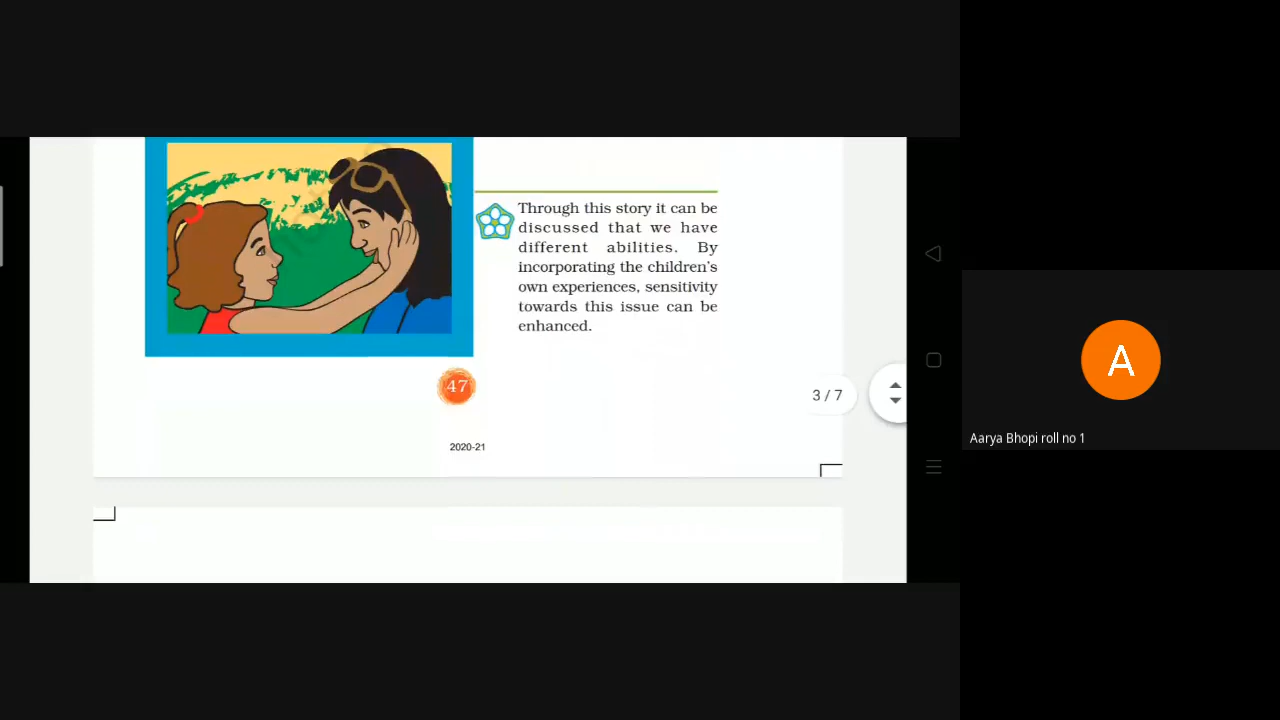 Through this story it can be
discussed that we have
different abilities. By
incorporating the children's
own experiences, sensitivity
towards this issue can be
enhanced.
47
3 / 7
2020-21
A
Aarya Bhopi roll no 1